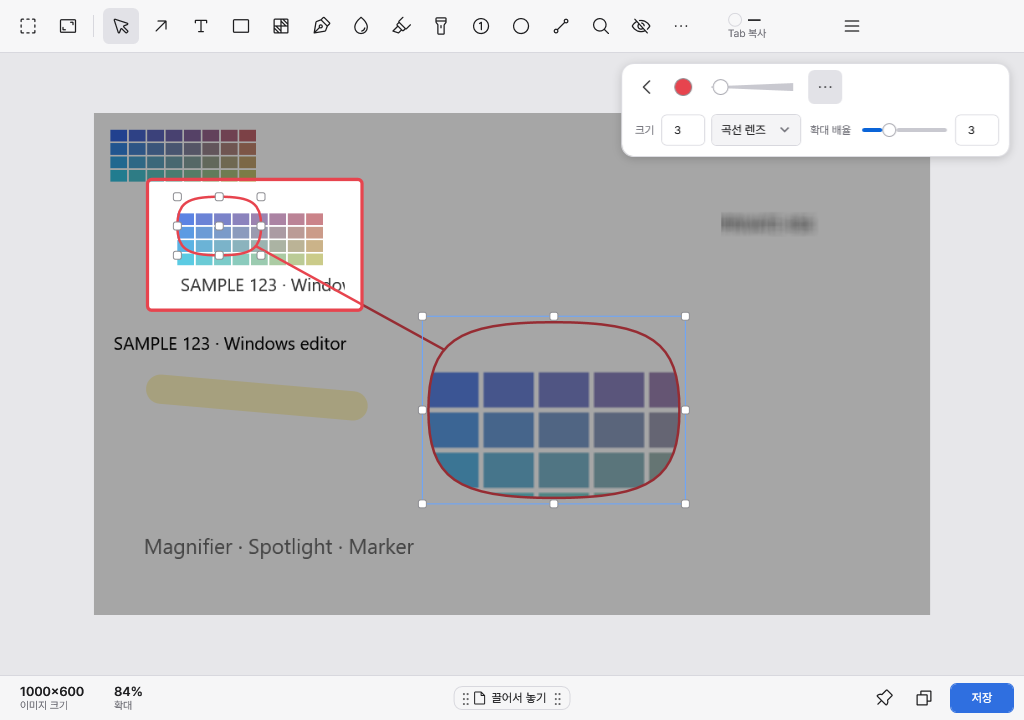 T
1
Tab 복사
크기
3
곡선 렌즈
확대 배율
3
SAMPLE 123 · Window
SAMPLE 123 · Windows editor
Magnifier · Spotlight · Marker
1000×600
이미지 크기
84%
확대
끌어서 놓기
저장